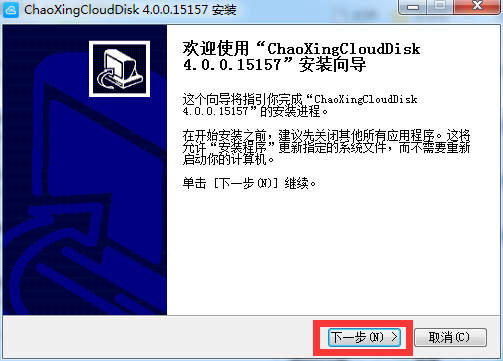 ChaoXingCloudDisk 4.0.0.15157 安装
欢迎使用“ChaoXingCloudDisk
4.0.0.15157”安装向导
这个向导将指引你完成“ChaoXingCloudDisk
4.0.0.15157”的安装进程。
在开始安装之前，建议先关闭其他所有应用程序。这将
允许“安装程序”更新指定的系统文件，而不需要重新
启动你的计算机。
单击 [下一步(N)] 继续。
下一步(N) >
取消(C)